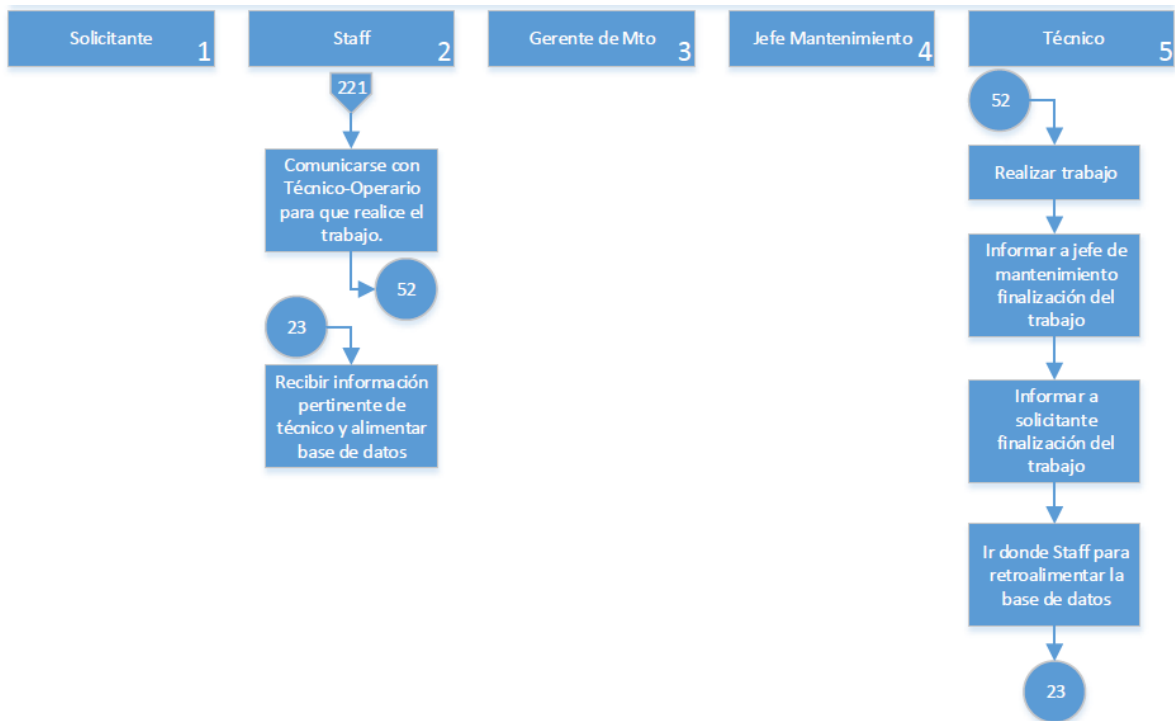 Solicitante
1
Staff
2
Gerente de Mto
3
Jefe Mantenimiento
4
Técnico
5
221
Comunicarse con
Técnico-Operario
para que realice el
trabajo.
52
23
Recibir información
pertinente de
técnico y alimentar
base de datos
52
Realizar trabajo
Informar a jefe de
mantenimiento
finalización del
trabajo
Informar a
solicitante
finalización del
trabajo
Ir donde Staff para
retroalimentar la
base de datos
23